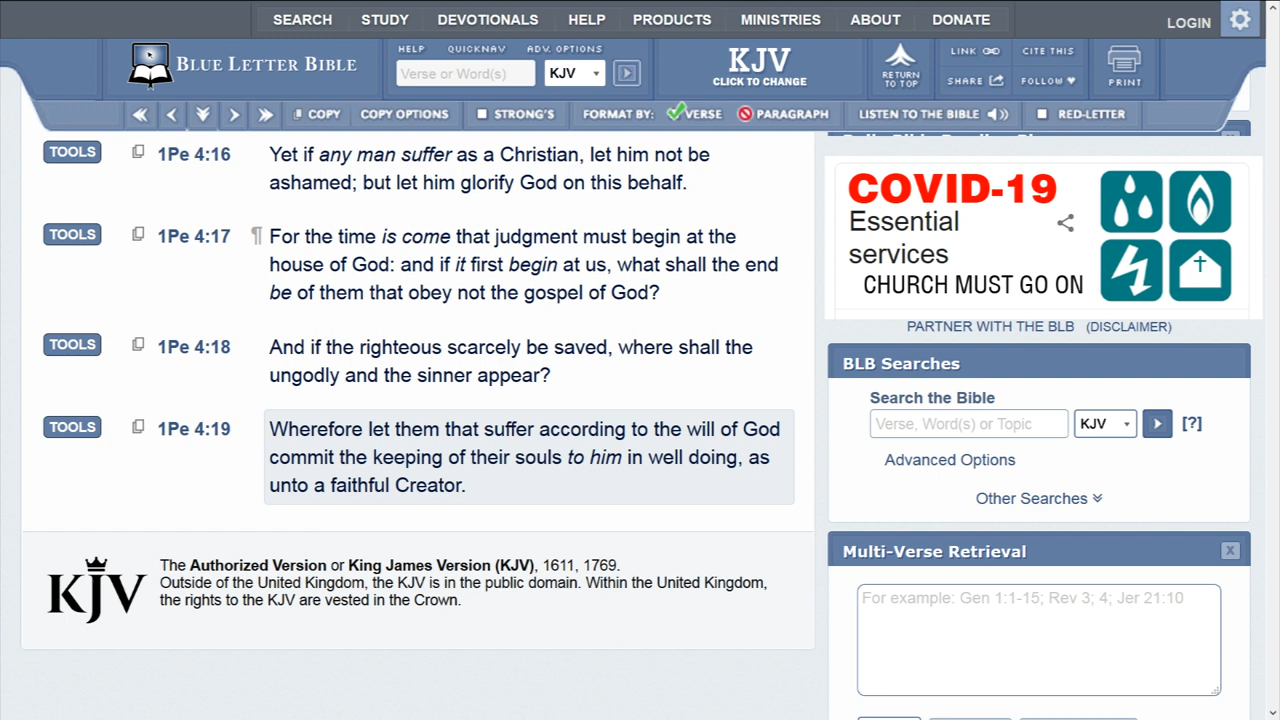 SEARCH STUDY DEVOTIONALS HELP PRODUCTS MINISTRIES ABOUT DONATE LOGIN
BLUE LETTER BIBLE
HELP QUICKNAV ADV. OPTIONS
Verse or Word(s) KJV
KJV
CLICK TO CHANGE
RETURN
TO TOP
LINK CITE THIS
SHARE FOLLOW
PRINT
COPY COPY OPTIONS STRONG'S FORMAT BY: VERSE PARAGRAPH LISTEN TO THE BIBLE RED-LETTER
TOOLS 1Pe 4:16 Yet if any man suffer as a Christian, let him not be
ashamed; but let him glorify God on this behalf.
TOOLS 1Pe 4:17 ¶ For the time is come that judgment must begin at the
house of God: and if it first begin at us, what shall the end
be of them that obey not the gospel of God?
TOOLS 1Pe 4:18 And if the righteous scarcely be saved, where shall the
ungodly and the sinner appear?
TOOLS 1Pe 4:19 Wherefore let them that suffer according to the will of God
commit the keeping of their souls to him in well doing, as
unto a faithful Creator.
KJV
The Authorized Version or King James Version (KJV), 1611, 1769.
Outside of the United Kingdom, the KJV is in the public domain. Within the United Kingdom,
the rights to the KJV are vested in the Crown.
COVID-19
Essential
services
CHURCH MUST GO ON
PARTNER WITH THE BLB (DISCLAIMER)
BLB Searches
Search the Bible
Verse, Word(s) or Topic KJV [?]
Advanced Options
Other Searches
Multi-Verse Retrieval X
For example: Gen 1:1-15; Rev 3; 4; Jer 21:10